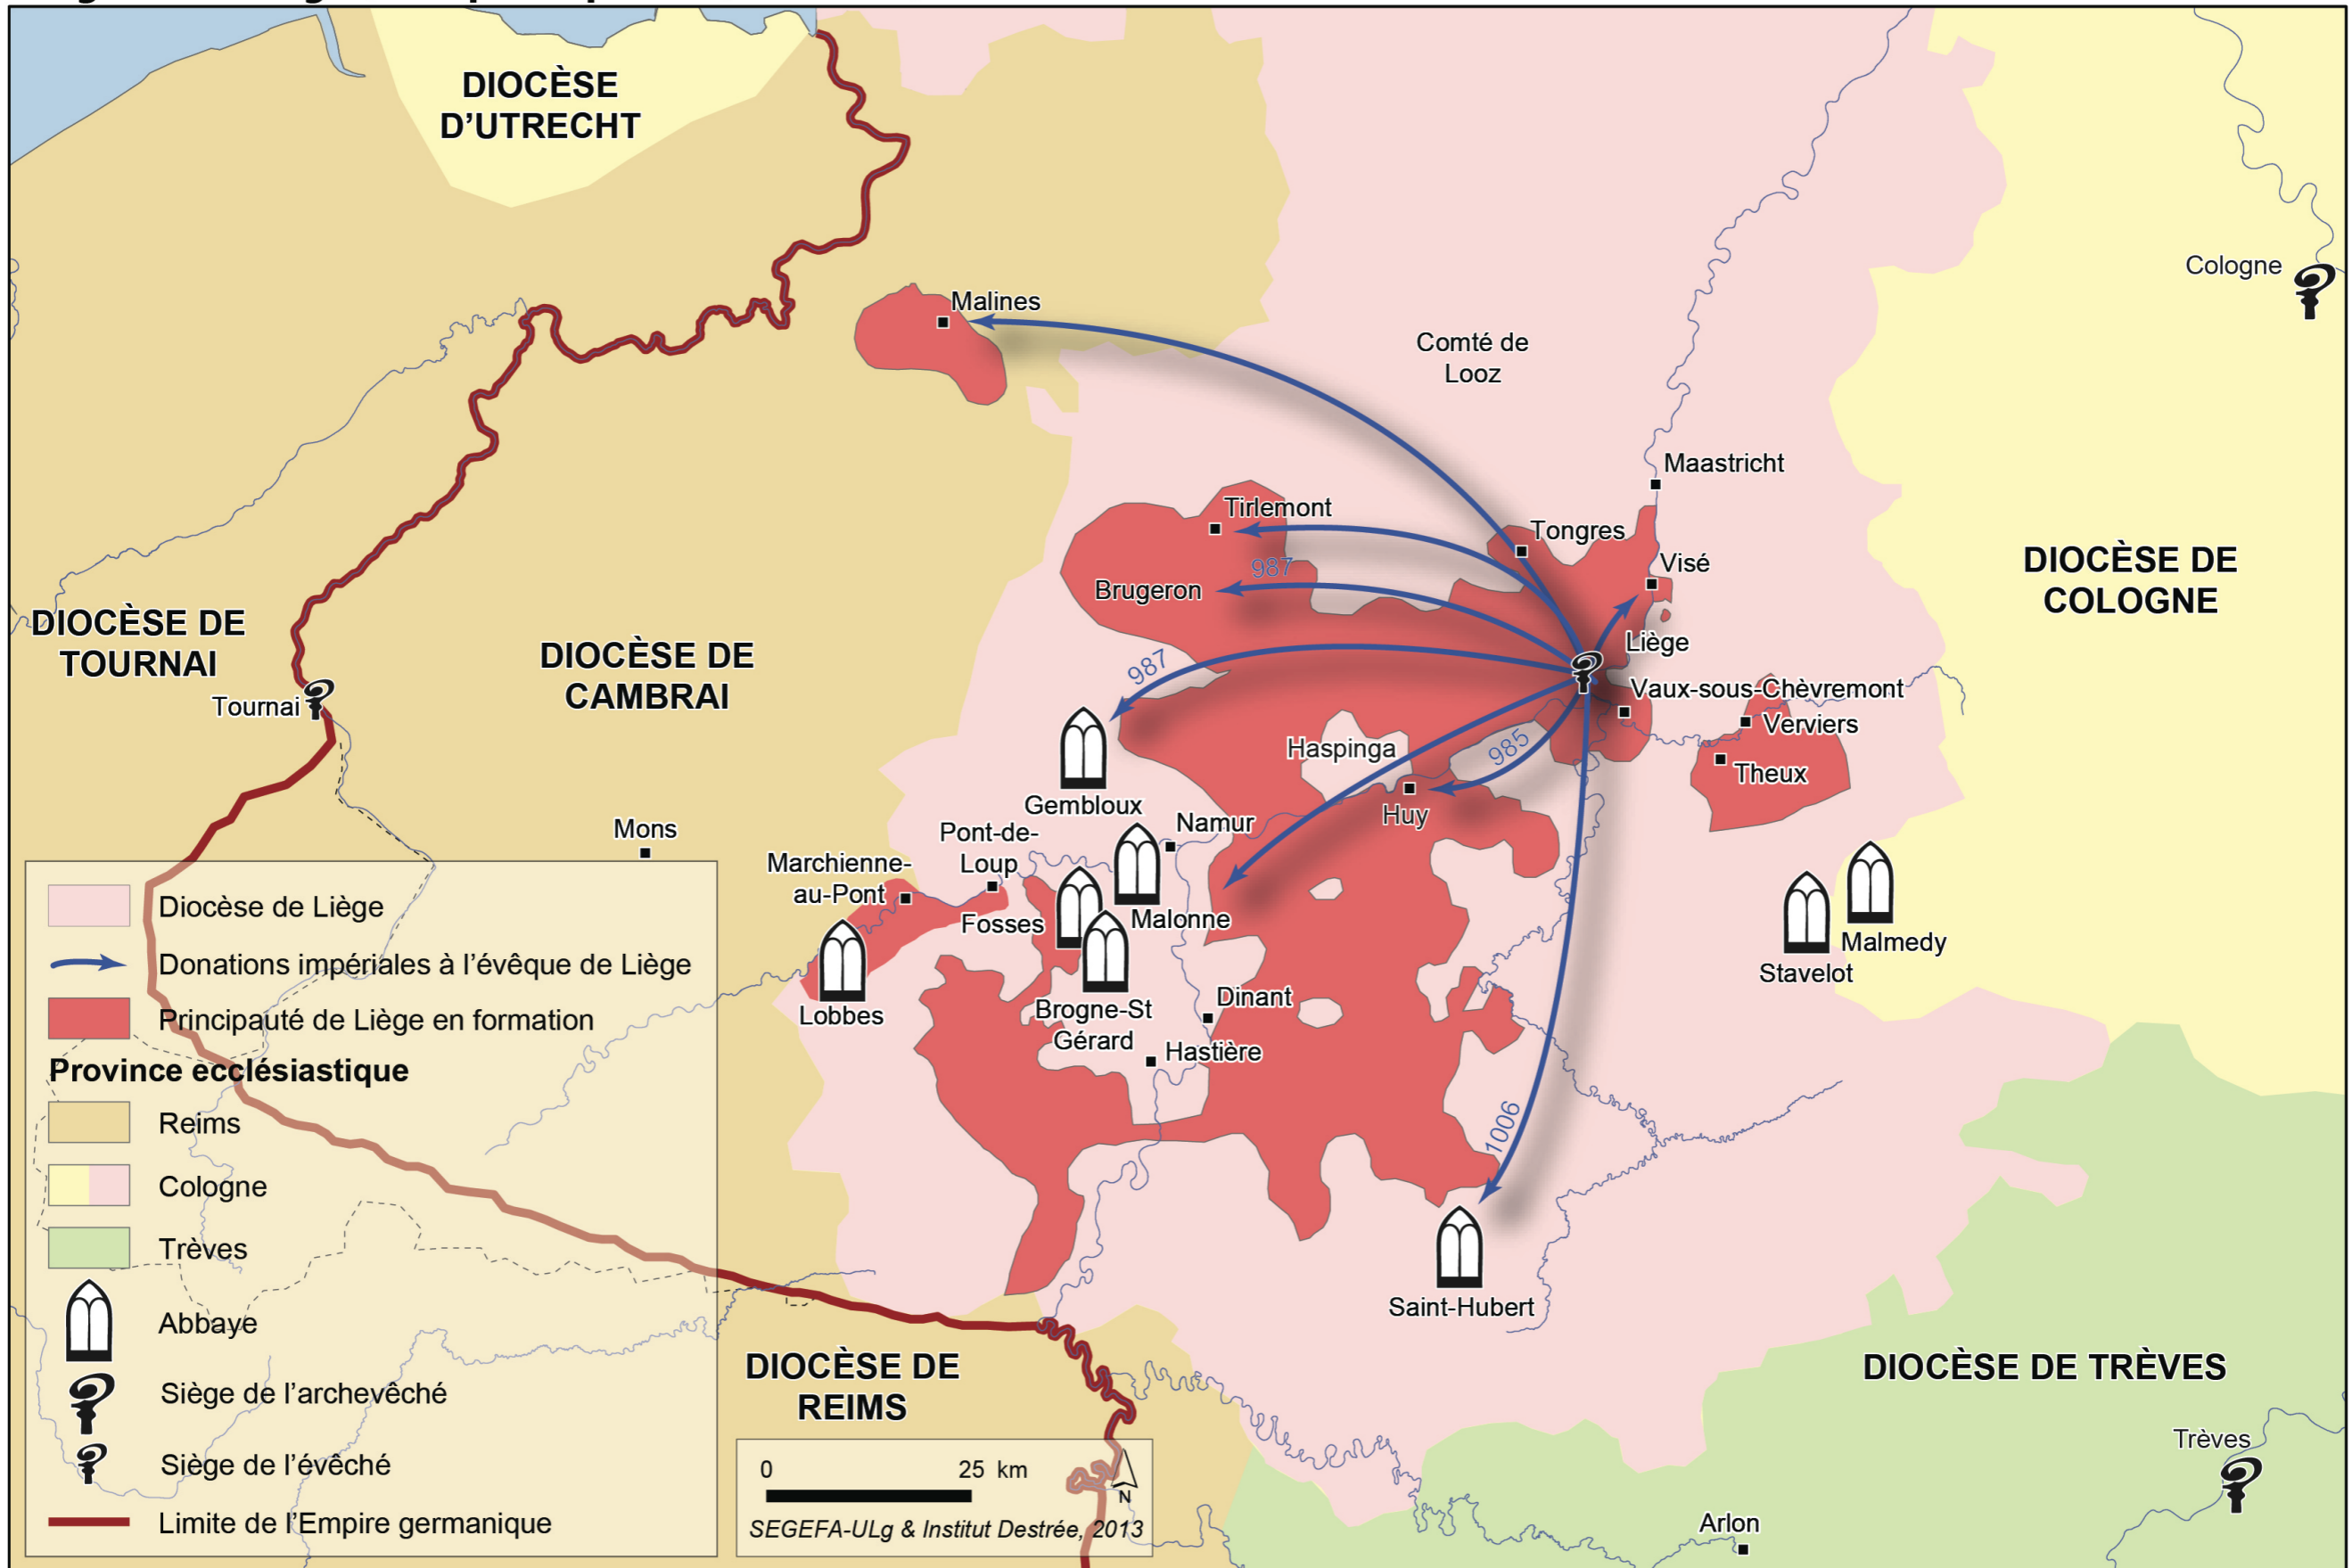 DIOCÈSE
D'UTRECHT
Cologne
Malines
Comté de
Looz
Maastricht
Tirlemont
Tongres
Visé
987
Brugeron
DIOCÈSE DE
COLOGNE
DIOCÈSE DE
TOURNAI
DIOCÈSE DE
CAMBRAI
Liège
987
Vaux-sous-Chèvremont
Tournai
Verviers
985
Haspinga
Theux
Gembloux
Huy
Mons
Pont-de-
Loup
Namur
Marchienne-
au-Pont
Fosses
Malonne
Malmedy
Stavelot
Lobbes
Brogne-St
Gérard
Dinant
Hastière
1006
Saint-Hubert
Diocèse de Liège
Donations impériales à l'évêque de Liège
Principauté de Liège en formation
Province ecclésiastique
Reims
Cologne
Trèves
Abbaye
Siège de l'archevêché
Siège de l'évêché
Limite de l'Empire germanique
DIOCÈSE DE
REIMS
DIOCÈSE DE TRÈVES
Trèves
Arlon
0 25 km
N
SEGEFA-ULg & Institut Destrée, 2013